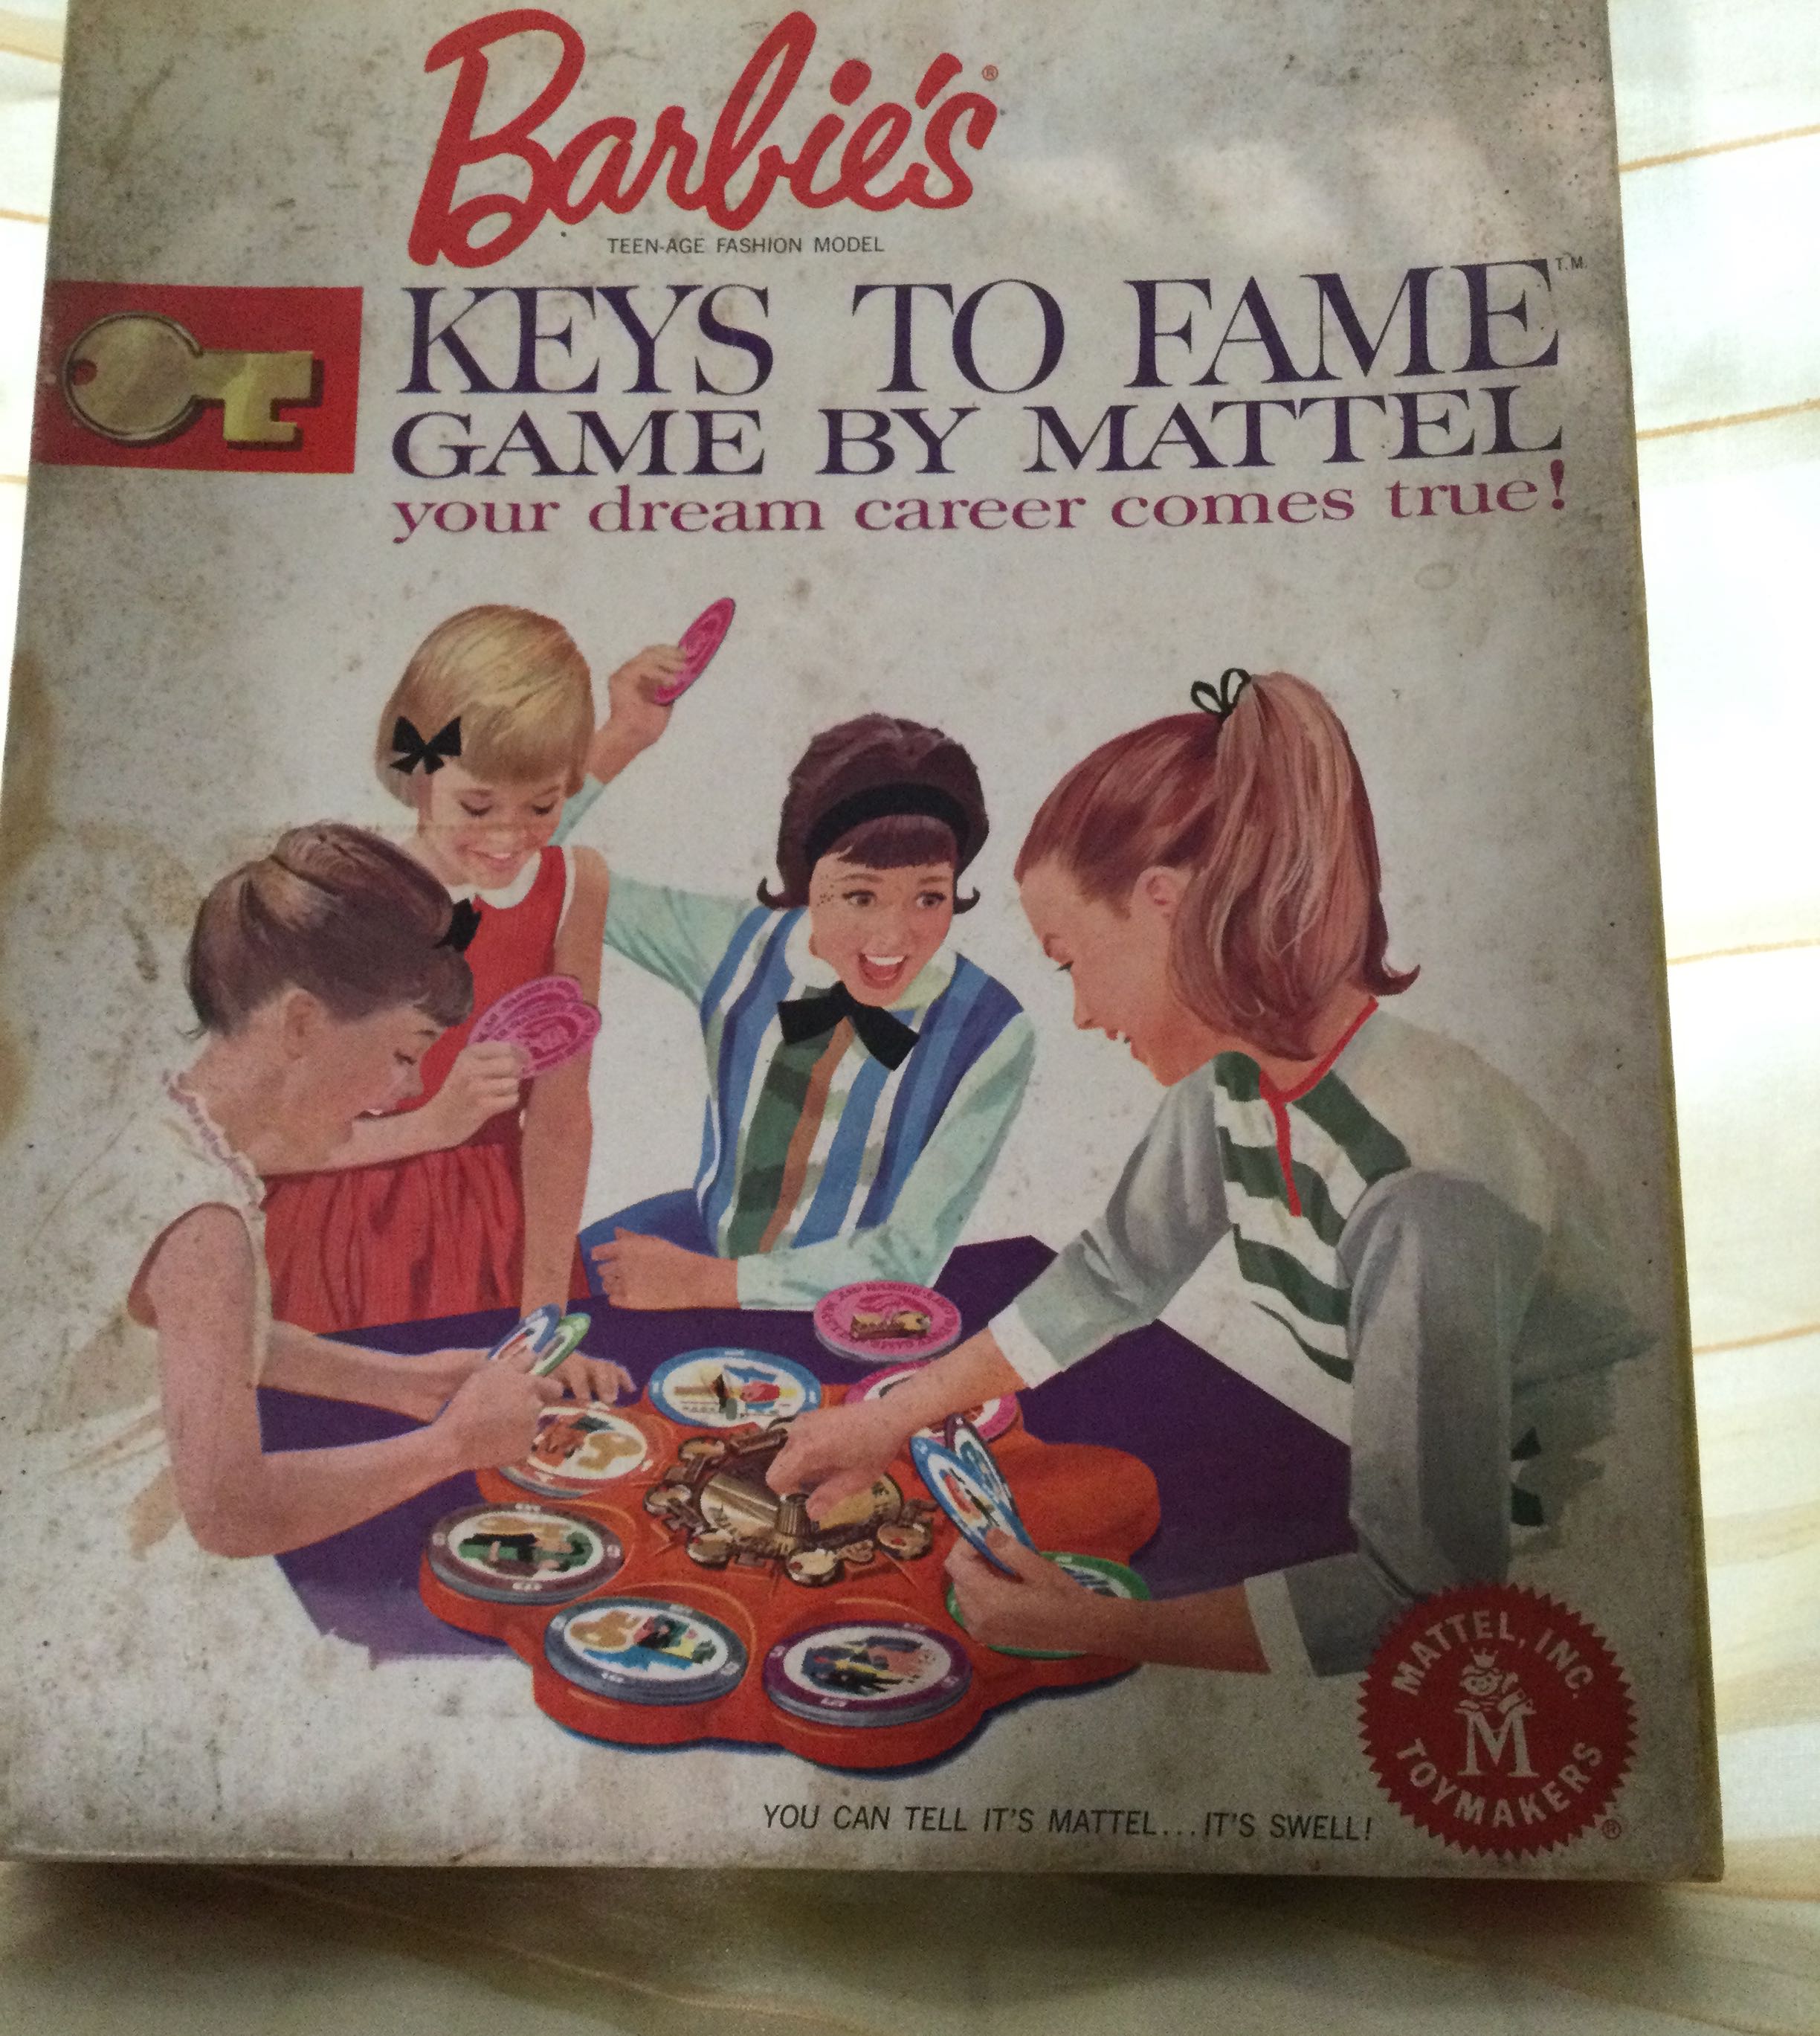 Barbie's®
TEEN-AGE FASHION MODEL
KEYS TO FAME™
GAME BY MATTEL
your dream career comes true!
MATTEL, INC.
M
TOYMAKERS
®
YOU CAN TELL IT'S MATTEL...IT'S SWELL!